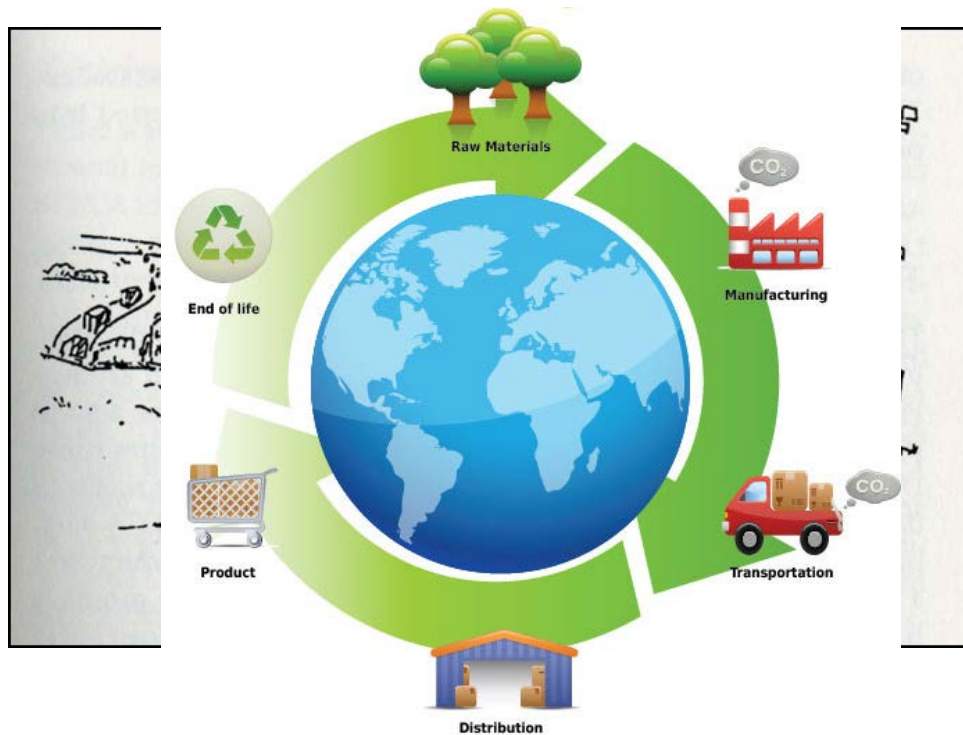 Raw Materials
CO₂
Manufacturing
CO₂
Transportation
Distribution
Product
End of life